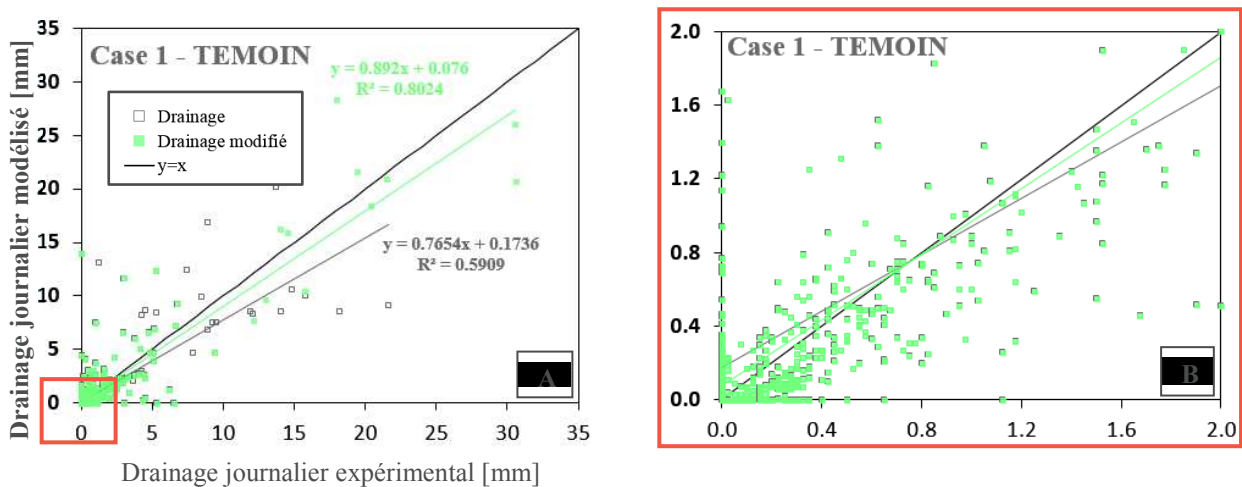 Case 1 - TEMOIN
y = 0.892x + 0.076
R² = 0.8024
Drainage
Drainage modifié
y=x
y = 0.7654x + 0.1736
R² = 0.5909
A
35
30
25
20
15
10
5
0
0 5 10 15 20 25 30 35
Drainage journalier modélisé [mm]
Drainage journalier expérimental [mm]
Case 1 - TEMOIN
B
2.0
1.6
1.2
0.8
0.4
0.0
0.0 0.4 0.8 1.2 1.6 2.0